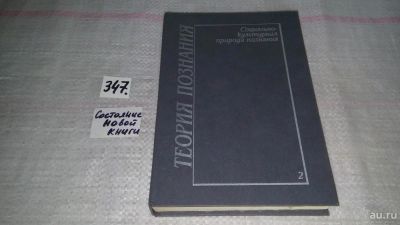 347.
Состояние
новой
книги
ТЕОРИЯ ПОЗНАНИЯ
Социально-
культурная
природа познания
2
au.ru